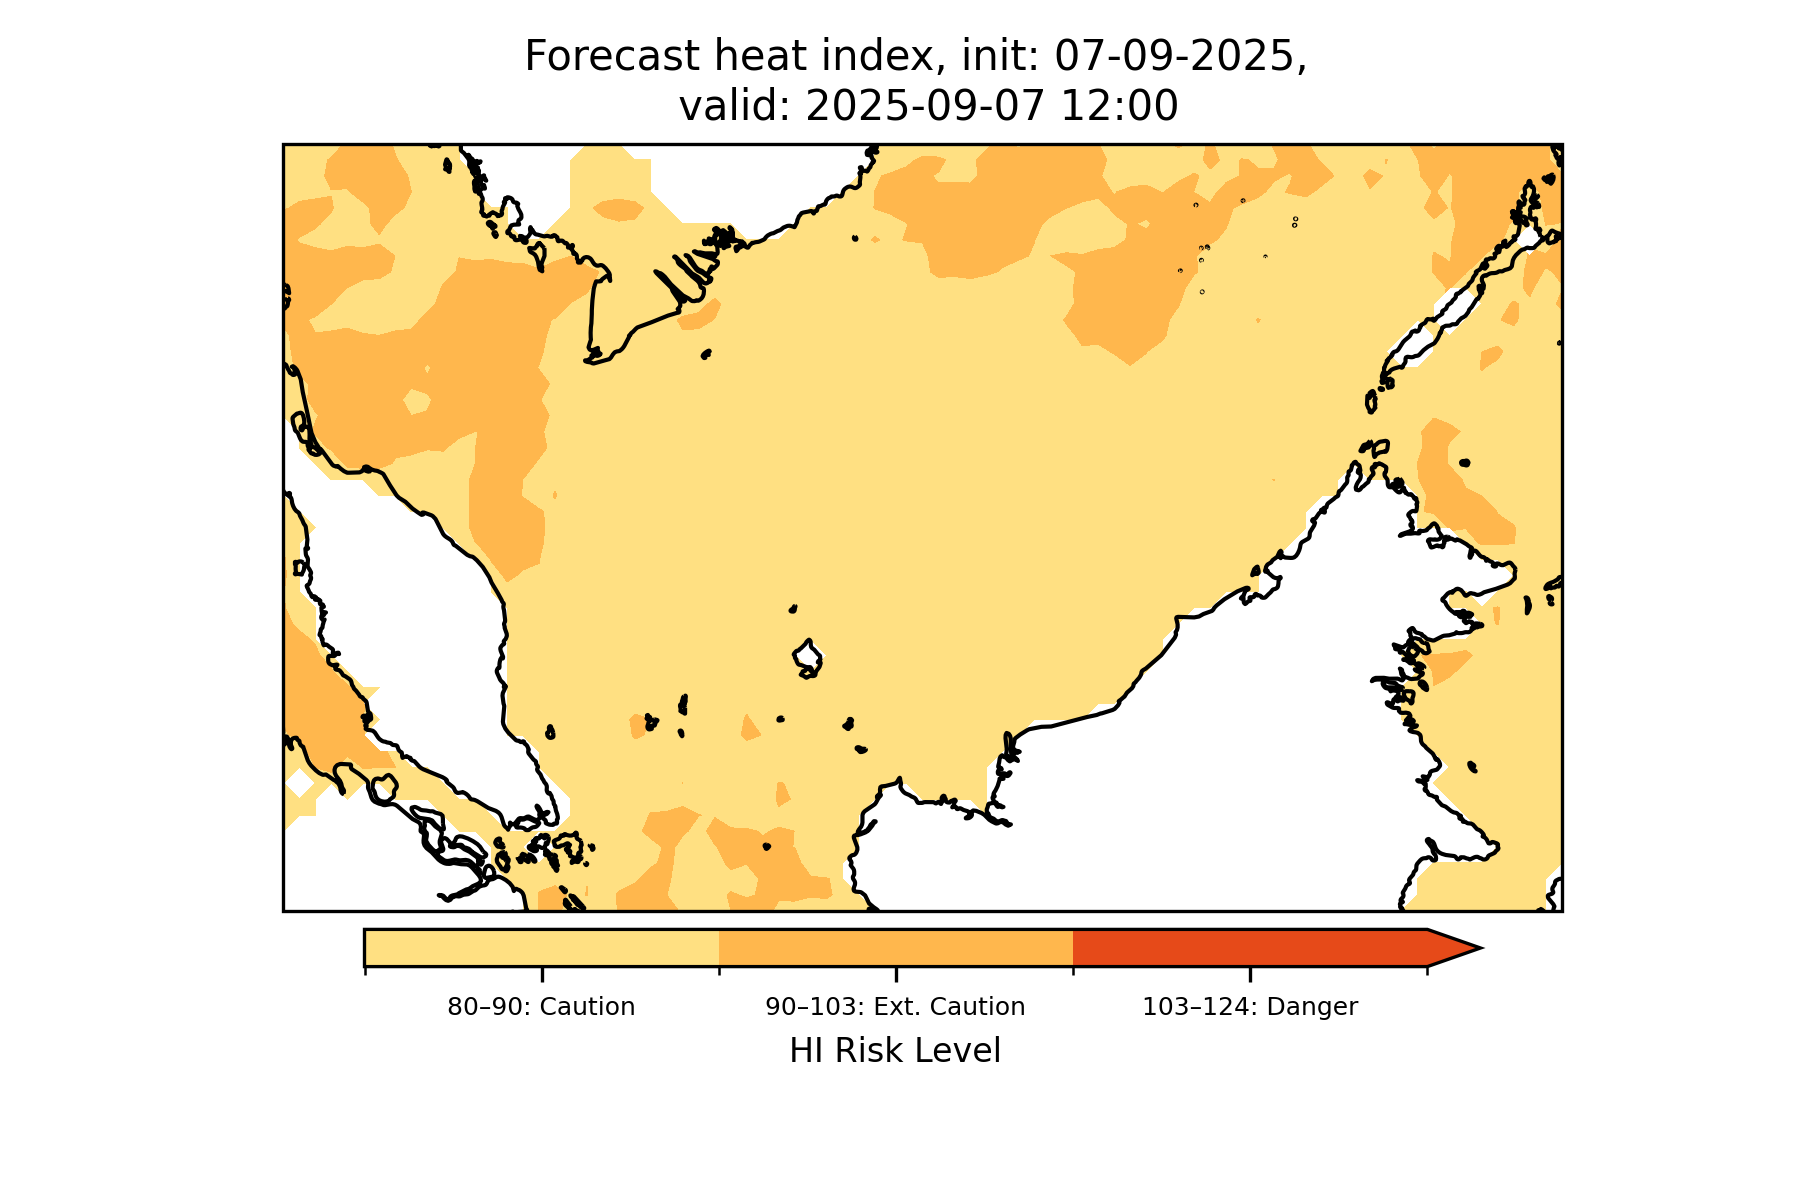 Forecast heat index, init: 07-09-2025,
valid: 2025-09-07 12:00
80–90: Caution
90–103: Ext. Caution
103–124: Danger
HI Risk Level